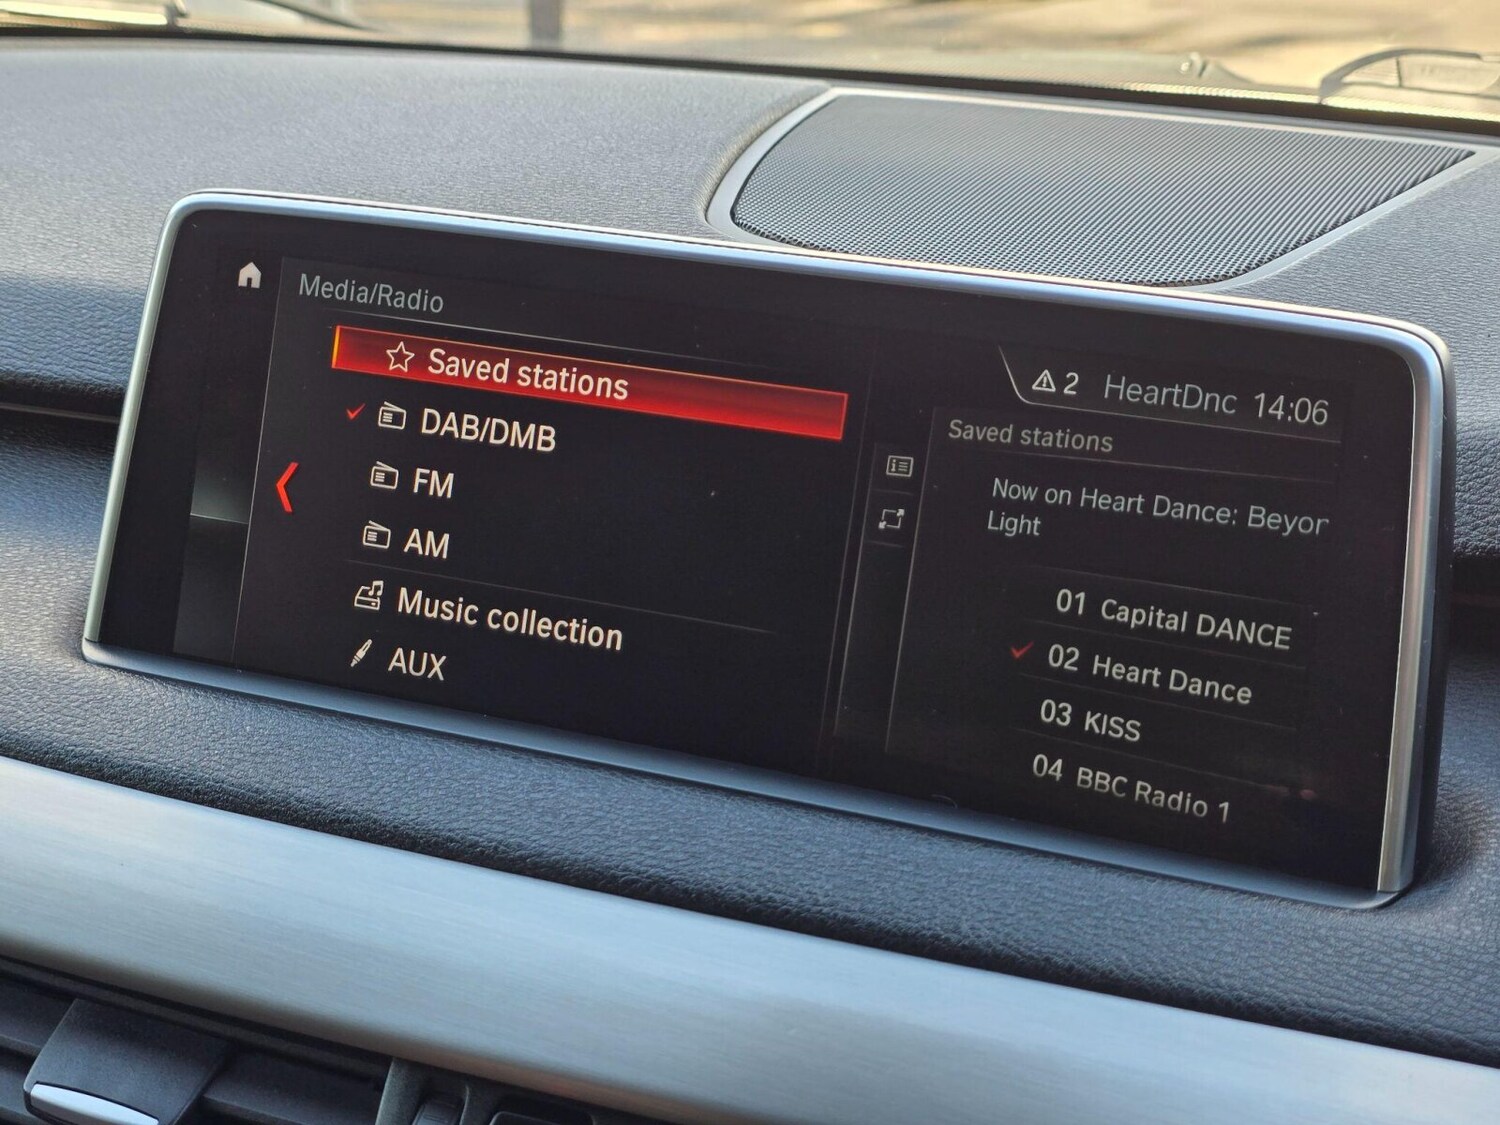 Media/Radio
Saved stations
DAB/DMB
FM
AM
Music collection
AUX
2 HeartDnc 14:06
Saved stations
Now on Heart Dance: Beyor
Light
01 Capital DANCE
02 Heart Dance
03 KISS
04 BBC Radio 1